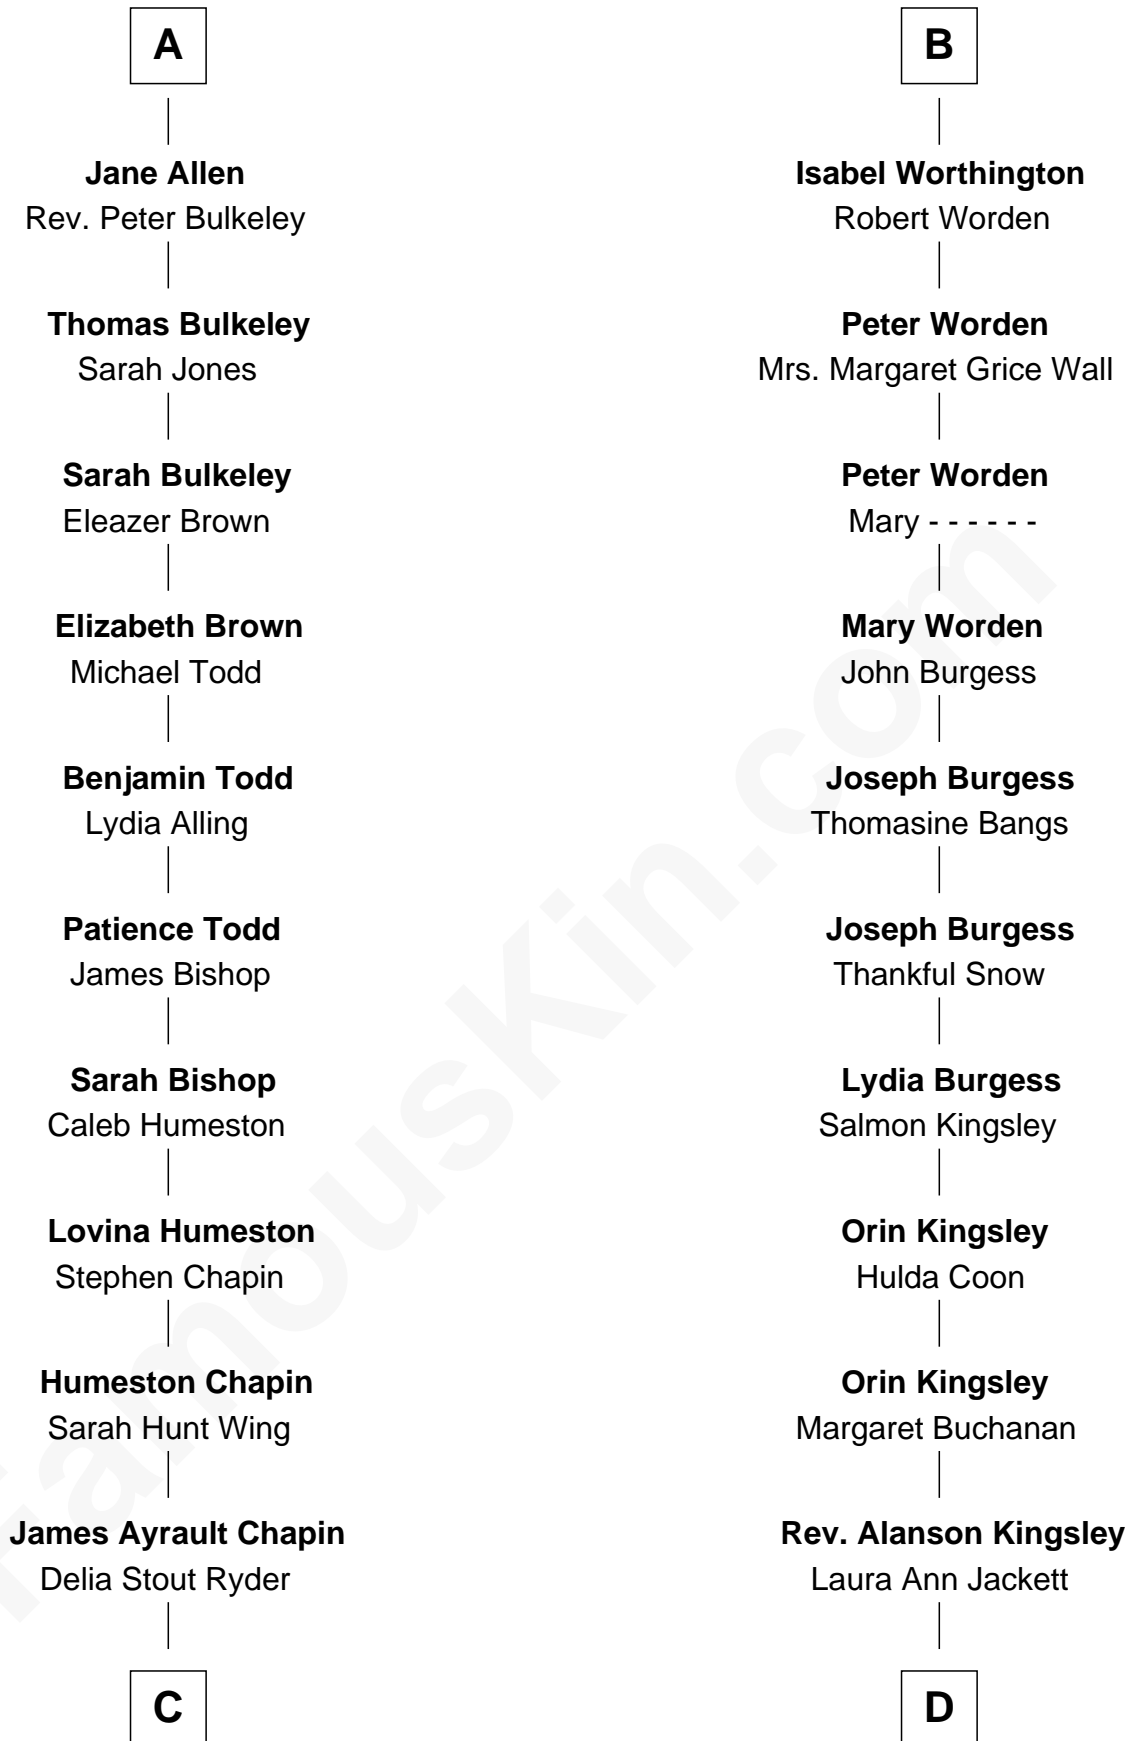 A
Jane Allen
Rev. Peter Bulkeley
Thomas Bulkeley
Sarah Jones
Sarah Bulkeley
Eleazer Brown
Elizabeth Brown
Michael Todd
Benjamin Todd
Lydia Alling
Patience Todd
James Bishop
Sarah Bishop
Caleb Humeston
Lovina Humeston
Stephen Chapin
Humeston Chapin
Sarah Hunt Wing
James Ayrault Chapin
Delia Stout Ryder
C
B
Isabel Worthington
Robert Worden
Peter Worden
Mrs. Margaret Grice Wall
Peter Worden
Mary - - - - - -
Mary Worden
John Burgess
Joseph Burgess
Thomasine Bangs
Joseph Burgess
Thankful Snow
Lydia Burgess
Salmon Kingsley
Orin Kingsley
Hulda Coon
Orin Kingsley
Margaret Buchanan
Rev. Alanson Kingsley
Laura Ann Jackett
D
FamousKin.com